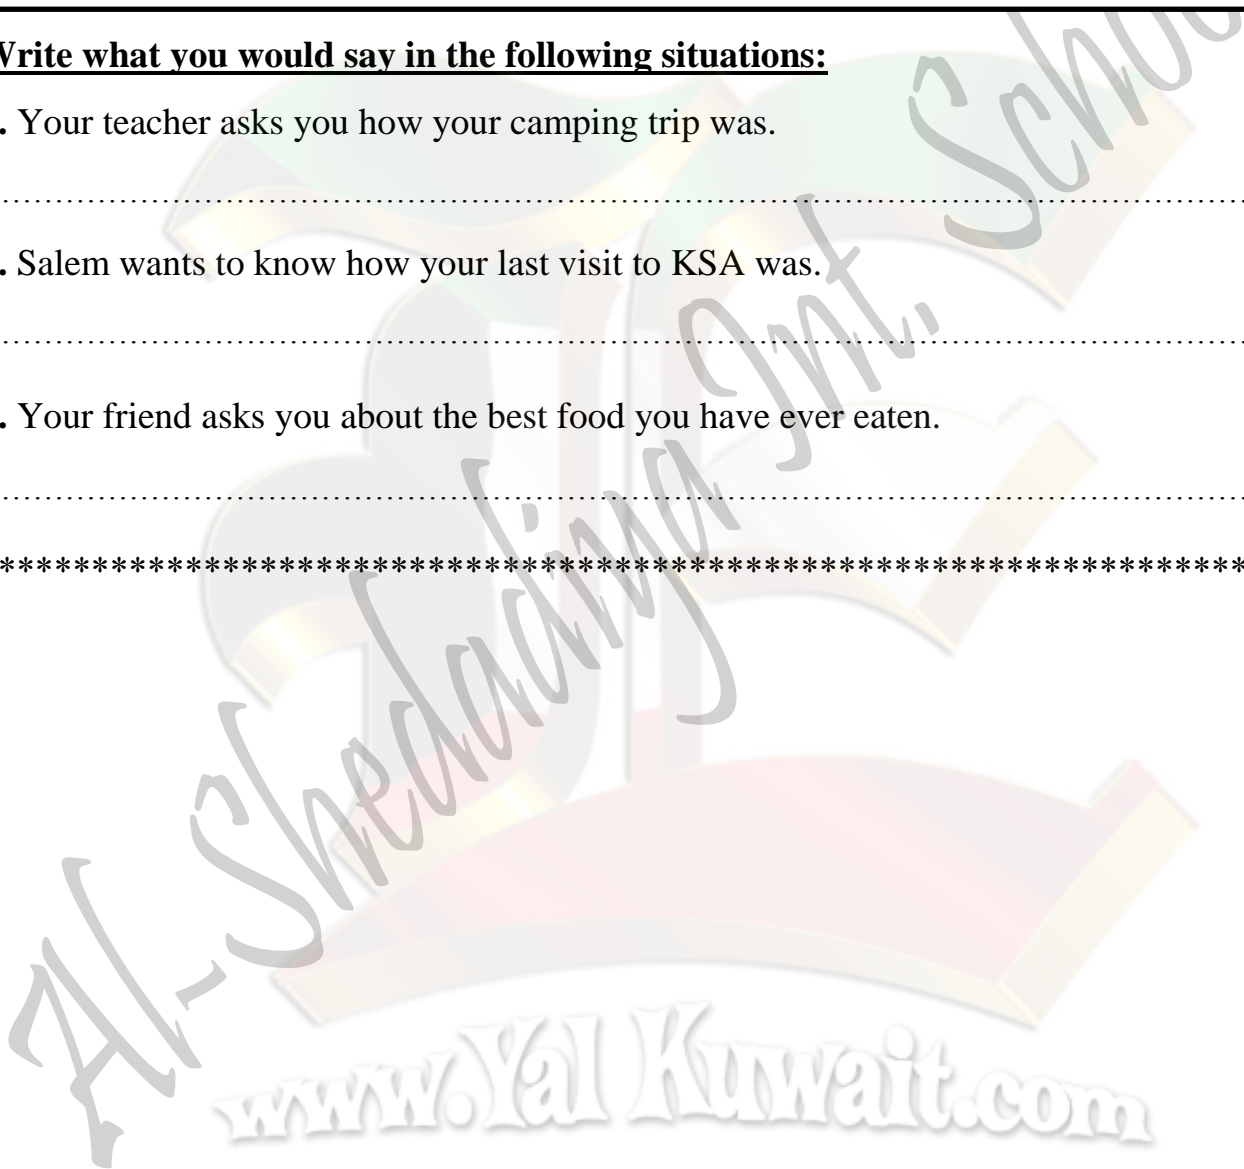 Write what you would say in the following situations:
. Your teacher asks you how your camping trip was.
……………………………………………………………………………………………
. Salem wants to know how your last visit to KSA was.
……………………………………………………………………………………………
. Your friend asks you about the best food you have ever eaten.
……………………………………………………………………………………………
*******************************************************************
Al-Shedadiya Int. School
www.Yal Kuwait.com